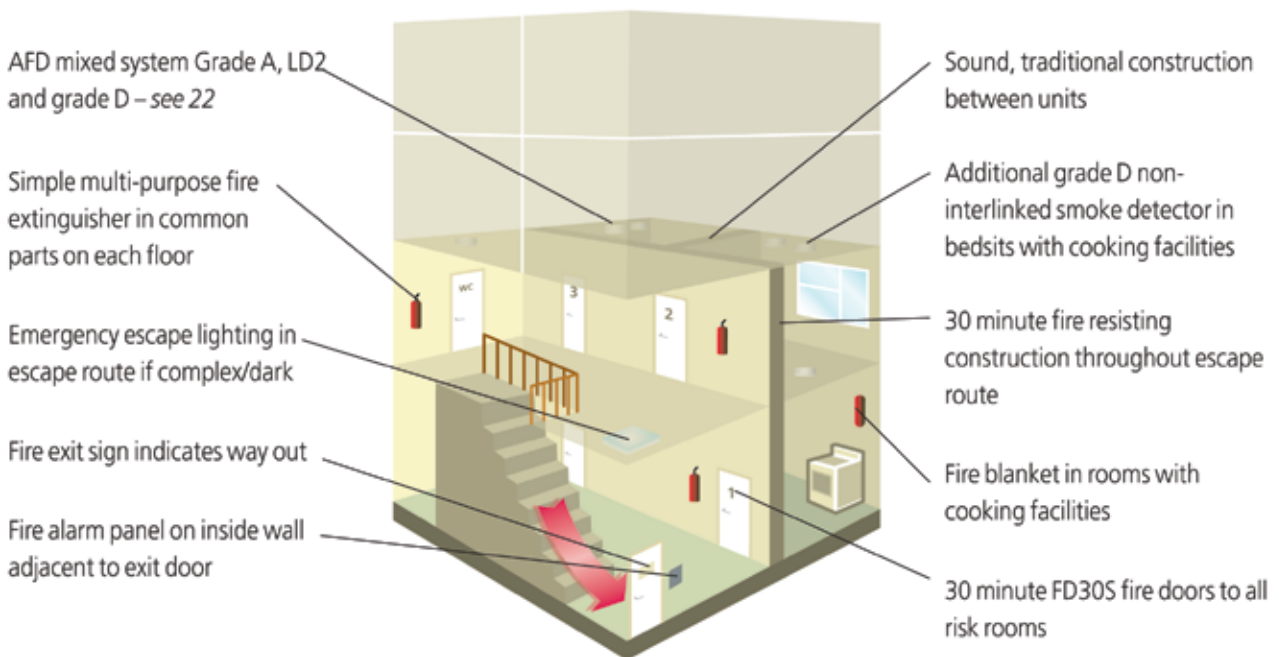 AFD mixed system Grade A, LD2
and grade D – see 22
Simple multi-purpose fire
extinguisher in common
parts on each floor
Emergency escape lighting in
escape route if complex/dark
Fire exit sign indicates way out
Fire alarm panel on inside wall
adjacent to exit door
WC
3
2
1
Sound, traditional construction
between units
Additional grade D non-
interlinked smoke detector in
bedsits with cooking facilities
30 minute fire resisting
construction throughout escape
route
Fire blanket in rooms with
cooking facilities
30 minute FD30S fire doors to all
risk rooms